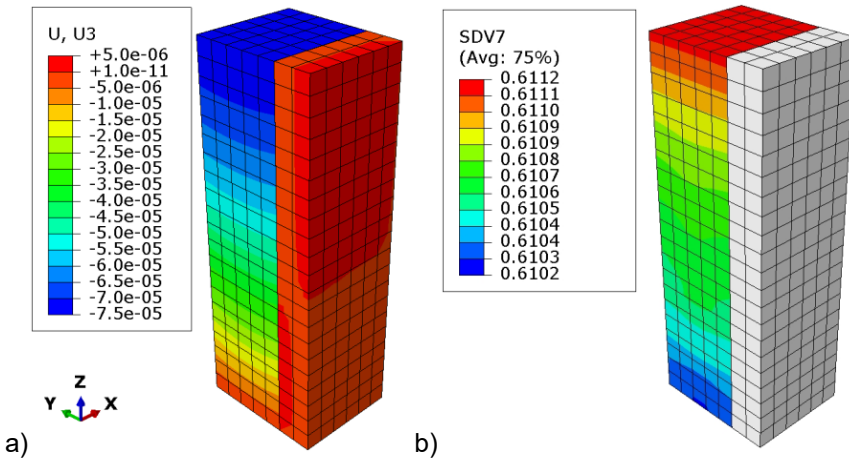 U, U3
+5.0e-06
+1.0e-11
-5.0e-06
-1.0e-05
-1.5e-05
-2.0e-05
-2.5e-05
-3.0e-05
-3.5e-05
-4.0e-05
-4.5e-05
-5.0e-05
-5.5e-05
-6.0e-05
-6.5e-05
-7.0e-05
-7.5e-05
Z
Y
X
a)
SDV7
(Avg: 75%)
0.6112
0.6111
0.6110
0.6109
0.6109
0.6108
0.6107
0.6106
0.6105
0.6104
0.6104
0.6103
0.6102
b)